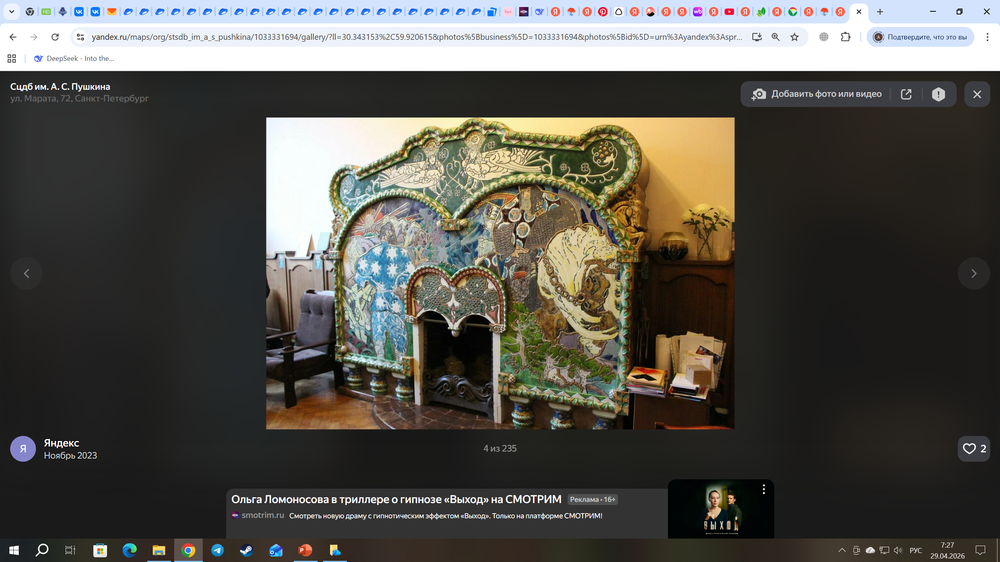 HD
wb
yandex.ru/maps/org/stsdb_im_a_s_pushkina/1033331694/gallery/?ll=30.343153%2C59.920615&photos%5Bbusiness%5D=1033331694&photos%5Bid%5D=urn%3Ayandex%3Aspr...
А
Подтвердите, что это вы
DeepSeek - Into the...
Сцдб им. А. С. Пушкина
ул. Марата, 72, Санкт-Петербург
Добавить фото или видео
Я
Яндекс
Ноябрь 2023
4 из 235
2
Ольга Ломоносова в триллере о гипнозе «Выход» на СМОТРИМ
Реклама • 16+
smotrim.ru
Смотреть новую драму с гипнотическим эффектом «Выход». Только на платформе СМОТРИМ!
ВЫХОД
РУС
7:27
29.04.2026